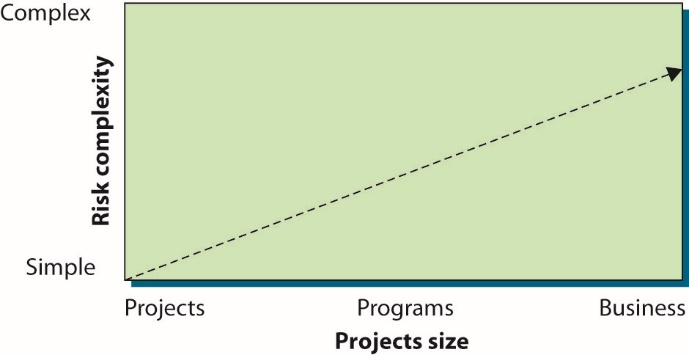 Complex
Risk complexity
Simple
Projects
Programs
Business
Projects size